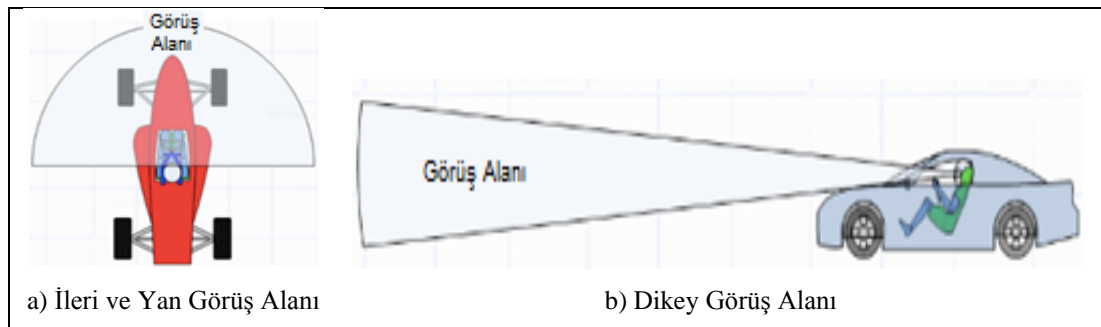 Görüş
Alanı
Görüş Alanı
a) İleri ve Yan Görüş Alanı
b) Dikey Görüş Alanı